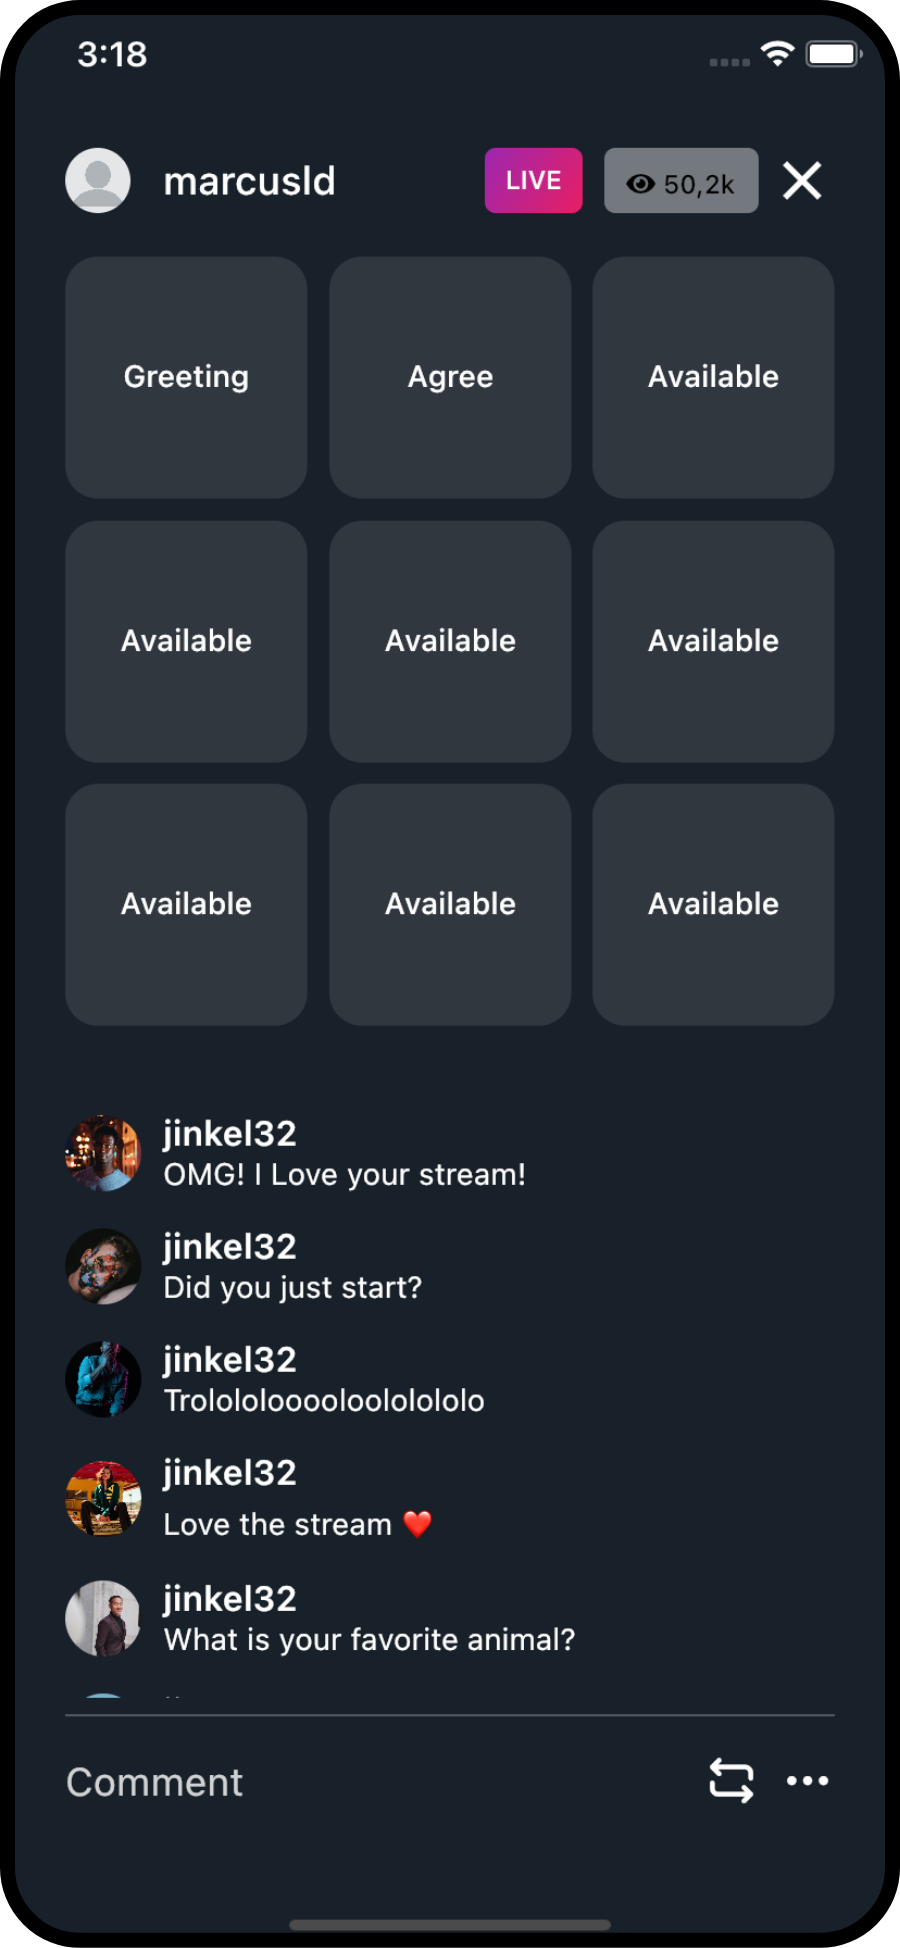 3:18
marcusld
LIVE
50,2k
Greeting
Agree
Available
Available
Available
Available
Available
Available
Available
jinkel32
OMG! I Love your stream!
jinkel32
Did you just start?
jinkel32
Trolololooooloolololololo
jinkel32
Love the stream ❤️
jinkel32
What is your favorite animal?
Comment